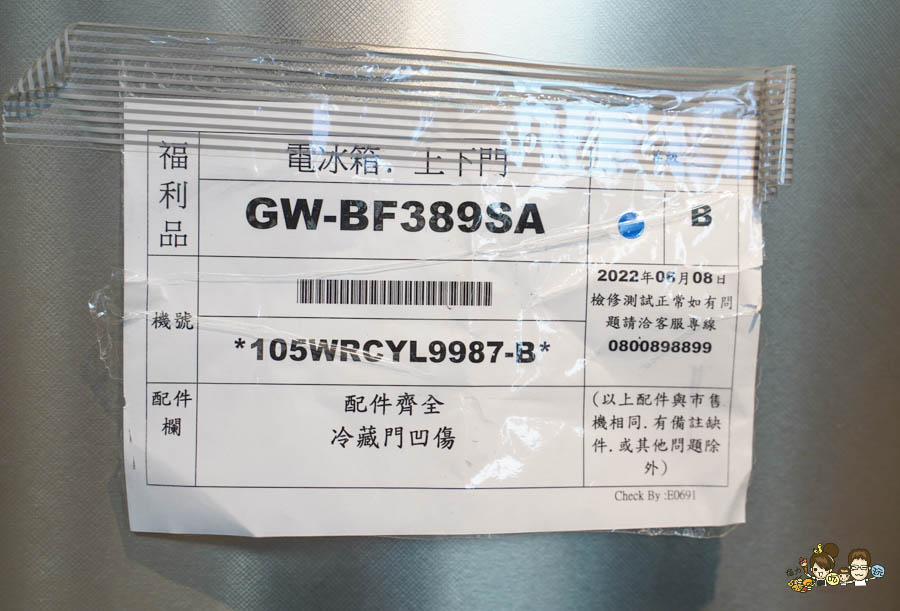 福利品
電冰箱. 上下門
GW-BF389SA
B
機號
*105WRCYL9987-B*
2022年06月08日
檢修測試正常如有問
題請洽客服專線
0800898899
配件
欄
配件齊全
冷藏門凹傷
(以上配件與市售
機相同.有備註缺
件.或其他問題除
外)
Check By :E0691